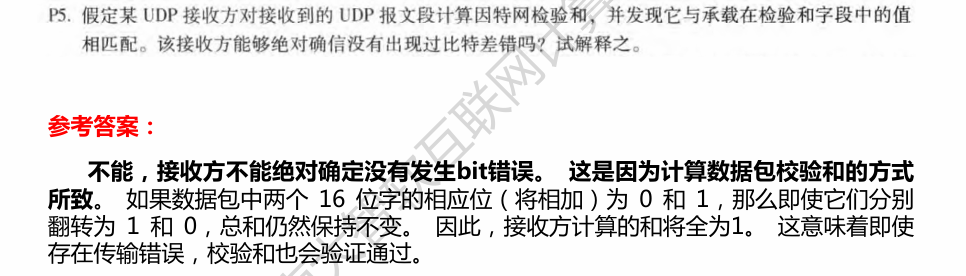 P5. 假定某 UDP 接收方对接收到的 UDP 报文段计算因特网检验和，并发现它与承载在检验和字段中的值
相匹配。该接收方能够绝对确信没有出现过比特差错吗？试解释之。
参考答案：
不能，接收方不能绝对确定没有发生bit错误。 这是因为计算数据包校验和的方式
所致。 如果数据包中两个 16 位字的相应位（将相加）为 0 和 1，那么即使它们分别
翻转为 1 和 0，总和仍然保持不变。 因此，接收方计算的和将全为1。 这意味着即使
存在传输错误，校验和也会验证通过。